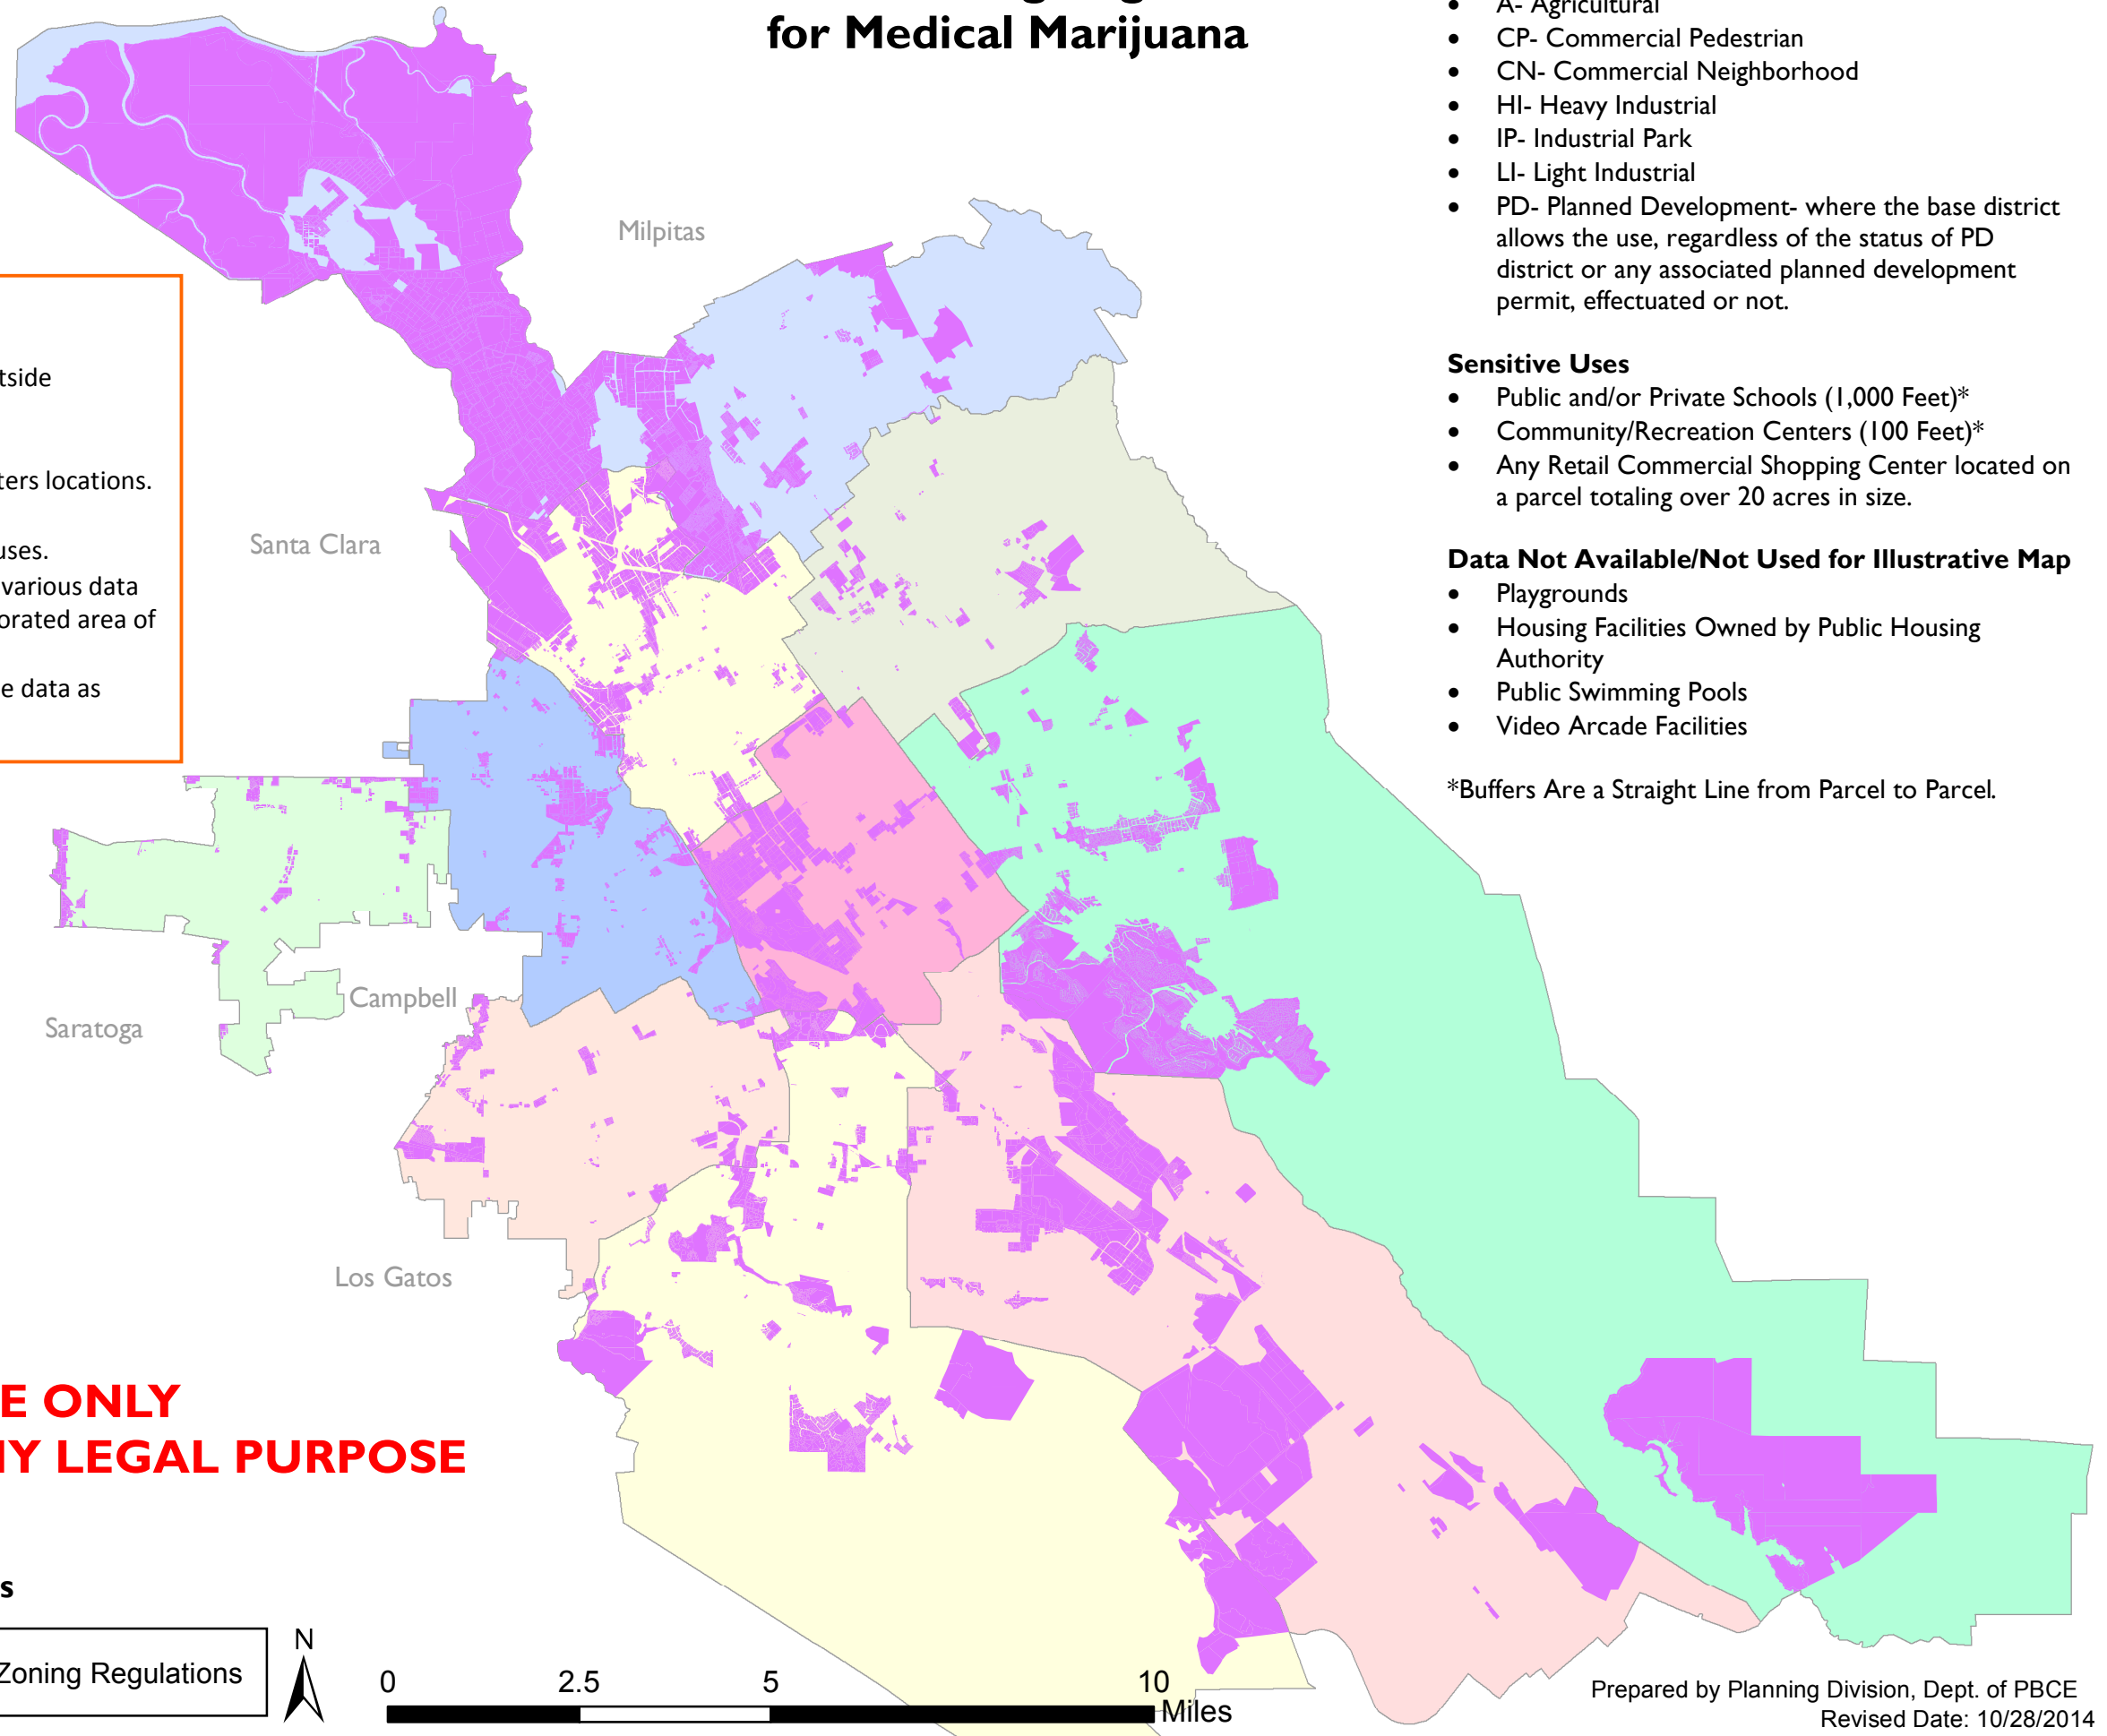 for Medical Marijuana
A- Agricultural
• CP- Commercial Pedestrian
• CN- Commercial Neighborhood
• HI- Heavy Industrial
• IP- Industrial Park
• LI- Light Industrial
• PD- Planned Development- where the base district
allows the use, regardless of the status of PD
district or any associated planned development
permit, effectuated or not.
Sensitive Uses
• Public and/or Private Schools (1,000 Feet)*
• Community/Recreation Centers (100 Feet)*
• Any Retail Commercial Shopping Center located on
a parcel totaling over 20 acres in size.
Data Not Available/Not Used for Illustrative Map
• Playgrounds
• Housing Facilities Owned by Public Housing
Authority
• Public Swimming Pools
• Video Arcade Facilities
*Buffers Are a Straight Line from Parcel to Parcel.
Milpitas
locations.
uses.
various data
area of
data as
Santa Clara
Campbell
Saratoga
Los Gatos
ONLY
LEGAL PURPOSE
Zoning Regulations
N
0 2.5 5 10
Miles
Prepared by Planning Division, Dept. of PBCE
Revised Date: 10/28/2014